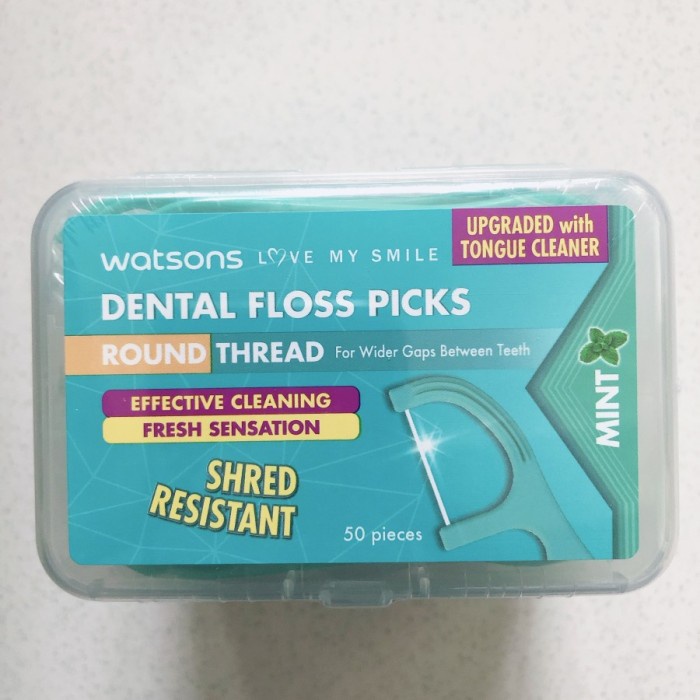 watsons LOVE MY SMILE
UPGRADED with
TONGUE CLEANER
DENTAL FLOSS PICKS
ROUND THREAD For Wider Gaps Between Teeth
EFFECTIVE CLEANING
FRESH SENSATION
SHRED
RESISTANT
50 pieces
MINT